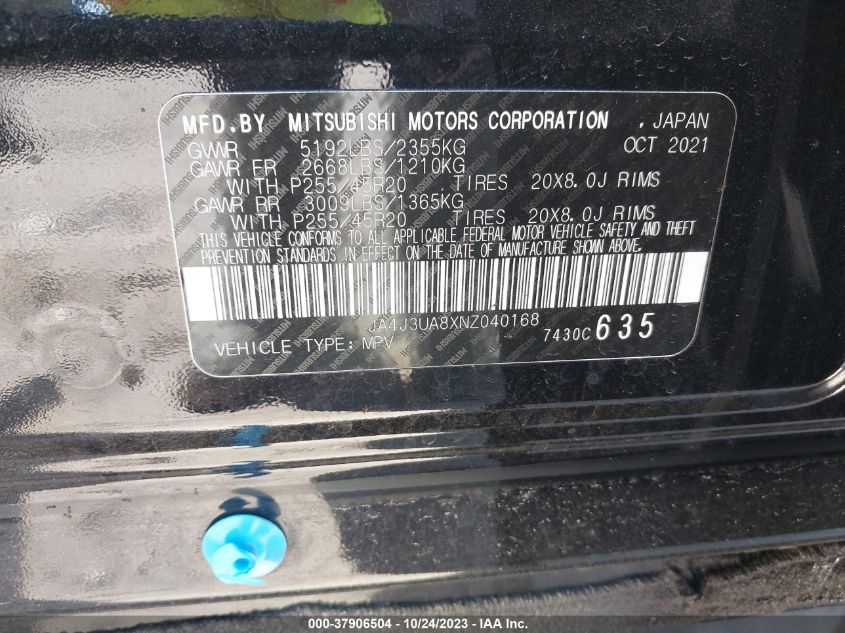 MFD.BY MITSUBISHI MOTORS CORPORATION . JAPAN
GVWR 5192LBS/2355KG OCT 2021
GAWR FR 2668LBS/1210KG
WITH P255/45R20 TIRES 20X8.0J RIMS
GAWR RR 3009LBS/1365KG
WITH P255/45R20 TIRES 20X8.0J RIMS
THIS VEHICLE CONFORMS TO ALL APPLICABLE FEDERAL MOTOR VEHICLE SAFETY AND THEFT
PREVENTION STANDARDS IN EFFECT ON THE DATE OF MANUFACTURE SHOWN ABOVE.
JA4J3UA8XNZ040168
VEHICLE TYPE: MPV 7430C 635
000-37906504 - 10/24/2023 - IAA Inc.